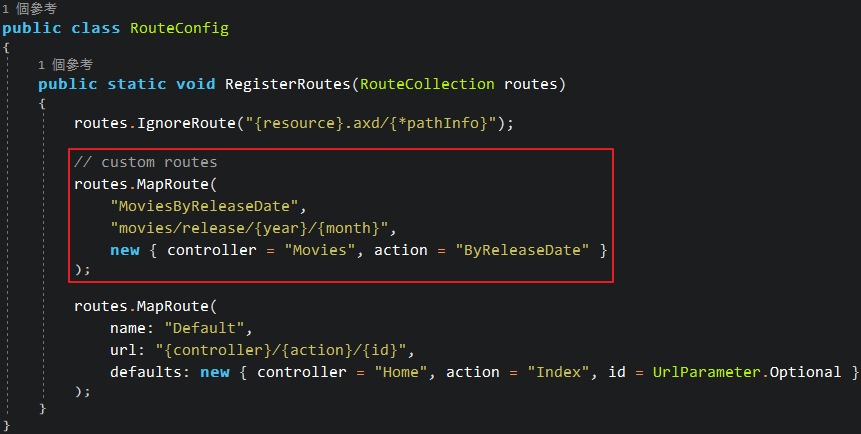 1 個參考
public class RouteConfig
{
1 個參考
public static void RegisterRoutes(RouteCollection routes)
{
routes.IgnoreRoute("{resource}.axd/{*pathInfo}");
// custom routes
routes.MapRoute(
"MoviesByReleaseDate",
"movies/release/{year}/{month}",
new { controller = "Movies", action = "ByReleaseDate" }
);
routes.MapRoute(
name: "Default",
url: "{controller}/{action}/{id}",
defaults: new { controller = "Home", action = "Index", id = UrlParameter.Optional }
);
}
}